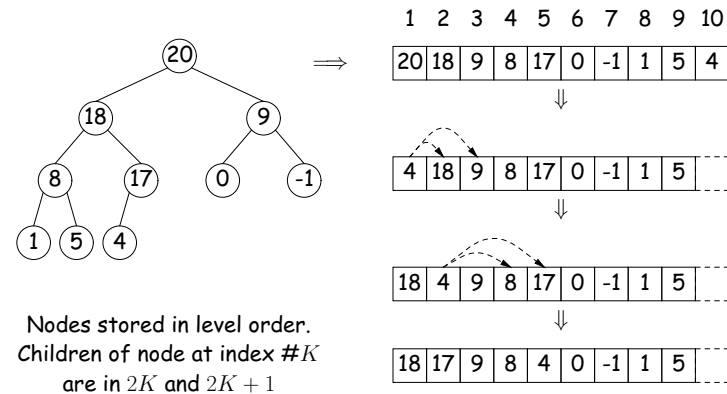 20
18 9
8 17 0 -1
1 5 4
Nodes stored in level order.
Children of node at index #K
are in 2K and 2K + 1
1 2 3 4 5 6 7 8 9 10
⟹ 20 18 9 8 17 0 -1 1 5 4
⇓
4 18 9 8 17 0 -1 1 5
⇓
18 4 9 8 17 0 -1 1 5
⇓
18 17 9 8 4 0 -1 1 5